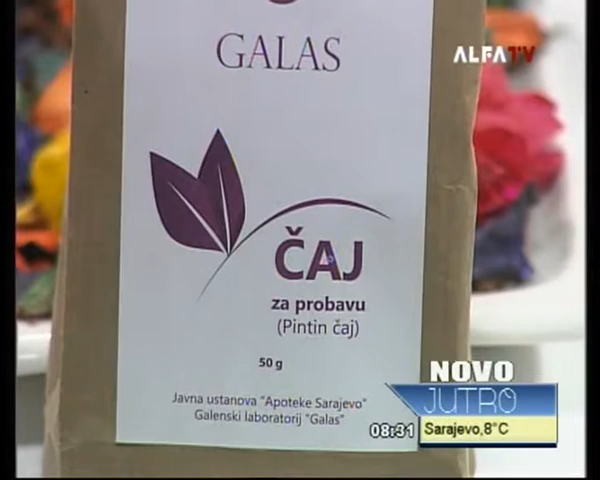 GALAS
ALFA TV
ČAJ
za probavu
(Pintin čaj)
50 g
Javna ustanova "Apoteke Sarajevo"
Galenski laboratorij "Galas"
NOVO
JUTRO
08:31
Sarajevo,8°C